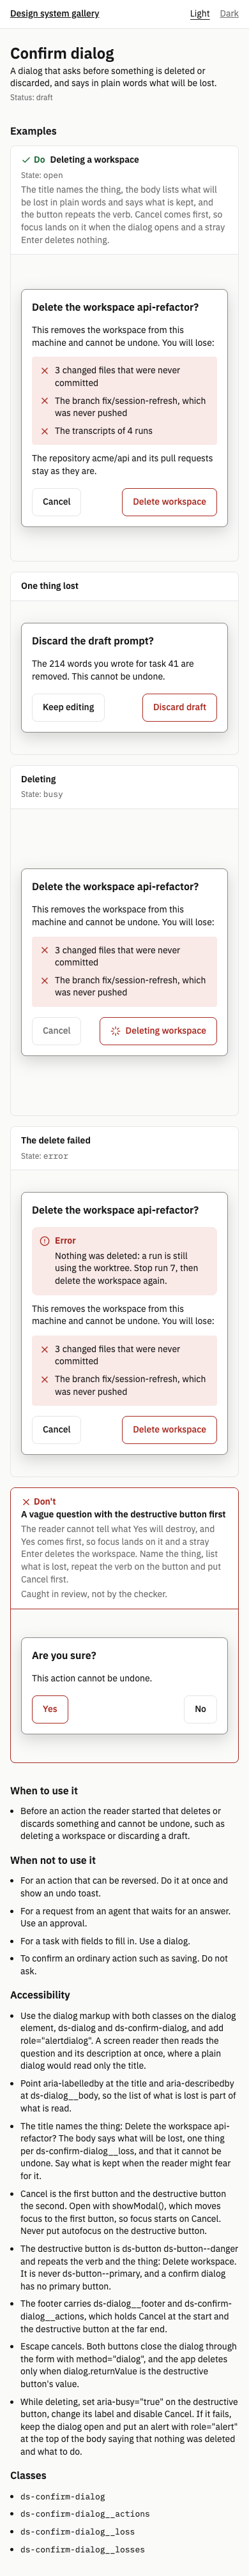 Design system gallery Light Dark
Confirm dialog
A dialog that asks before something is deleted or
discarded, and says in plain words what will be lost.
Status: draft
Examples
Do Deleting a workspace
State: open
The title names the thing, the body lists what will
be lost in plain words and says what is kept, and
the button repeats the verb. Cancel comes first, so
focus lands on it when the dialog opens and a stray
Enter deletes nothing.
Delete the workspace api-refactor?
This removes the workspace from this
machine and cannot be undone. You will lose:
3 changed files that were never
committed
The branch fix/session-refresh, which
was never pushed
The transcripts of 4 runs
The repository acme/api and its pull requests
stay as they are.
Cancel Delete workspace
One thing lost
Discard the draft prompt?
The 214 words you wrote for task 41 are
removed. This cannot be undone.
Keep editing Discard draft
Deleting
State: busy
Delete the workspace api-refactor?
This removes the workspace from this
machine and cannot be undone. You will lose:
3 changed files that were never
committed
The branch fix/session-refresh, which
was never pushed
Cancel Deleting workspace
The delete failed
State: error
Delete the workspace api-refactor?
Error
Nothing was deleted: a run is still
using the worktree. Stop run 7, then
delete the workspace again.
This removes the workspace from this
machine and cannot be undone. You will lose:
3 changed files that were never
committed
The branch fix/session-refresh, which
was never pushed
Cancel Delete workspace
Don't
A vague question with the destructive button first
The reader cannot tell what Yes will destroy, and
Yes comes first, so focus lands on it and a stray
Enter deletes the workspace. Name the thing, list
what is lost, repeat the verb on the button and put
Cancel first.
Caught in review, not by the checker.
Are you sure?
This action cannot be undone.
Yes No
When to use it
• Before an action the reader started that deletes or
discards something and cannot be undone, such as
deleting a workspace or discarding a draft.
When not to use it
• For an action that can be reversed. Do it at once and
show an undo toast.
• For a request from an agent that waits for an answer.
Use an approval.
• For a task with fields to fill in. Use a dialog.
• To confirm an ordinary action such as saving. Do not
ask.
Accessibility
• Use the dialog markup with both classes on the dialog
element, ds-dialog and ds-confirm-dialog, and add
role="alertdialog". A screen reader then reads the
question and its description at once, where a plain
dialog would read only the title.
• Point aria-labelledby at the title and aria-describedby
at ds-dialog__body, so the list of what is lost is part of
what is read.
• The title names the thing: Delete the workspace api-
refactor? The body says what will be lost, one thing
per ds-confirm-dialog__loss, and that it cannot be
undone. Say what is kept when the reader might fear
for it.
• Cancel is the first button and the destructive button
the second. Open with showModal(), which moves
focus to the first button, so focus starts on Cancel.
Never put autofocus on the destructive button.
• The destructive button is ds-button ds-button--danger
and repeats the verb and the thing: Delete workspace.
It is never ds-button--primary, and a confirm dialog
has no primary button.
• The footer carries ds-dialog__footer and ds-confirm-
dialog__actions, which holds Cancel at the start and
the destructive button at the far end.
• Escape cancels. Both buttons close the dialog through
the form with method="dialog", and the app deletes
only when dialog.returnValue is the destructive
button's value.
• While deleting, set aria-busy="true" on the destructive
button, change its label and disable Cancel. If it fails,
keep the dialog open and put an alert with role="alert"
at the top of the body saying that nothing was deleted
and what to do.
Classes
• ds-confirm-dialog
• ds-confirm-dialog__actions
• ds-confirm-dialog__loss
• ds-confirm-dialog__losses